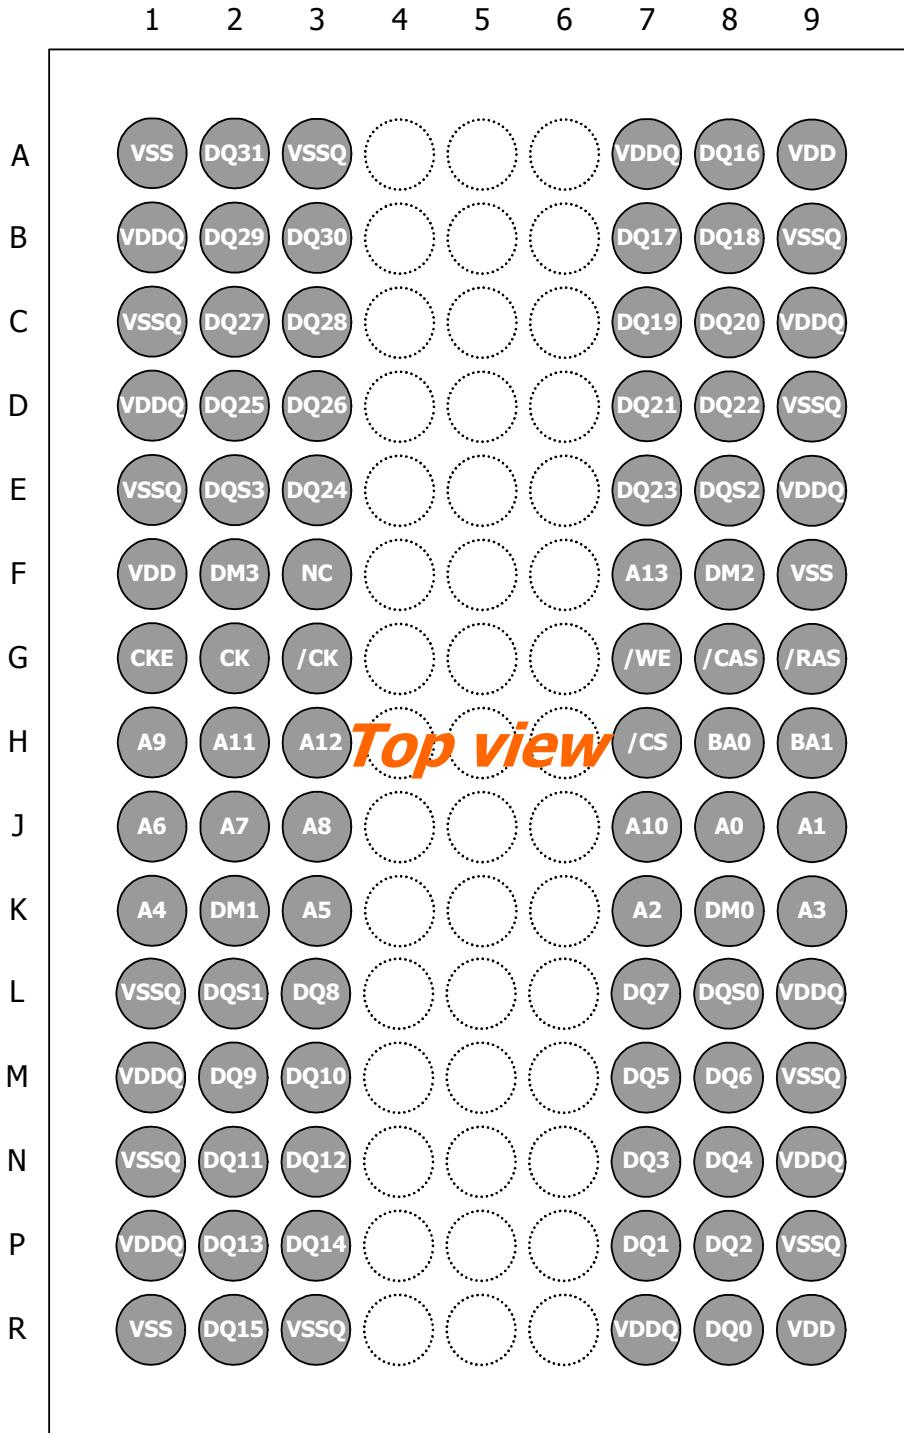 1 2 3 4 5 6 7 8 9
A VSS DQ31 VSSQ VDDQ DQ16 VDD
B VDDQ DQ29 DQ30 DQ17 DQ18 VSSQ
C VSSQ DQ27 DQ28 DQ19 DQ20 VDDQ
D VDDQ DQ25 DQ26 DQ21 DQ22 VSSQ
E VSSQ DQS3 DQ24 DQ23 DQS2 VDDQ
F VDD DM3 NC A13 DM2 VSS
G CKE CK /CK /WE /CAS /RAS
H A9 A11 A12 Top view /CS BA0 BA1
J A6 A7 A8 A10 A0 A1
K A4 DM1 A5 A2 DM0 A3
L VSSQ DQS1 DQ8 DQ7 DQS0 VDDQ
M VDDQ DQ9 DQ10 DQ5 DQ6 VSSQ
N VSSQ DQ11 DQ12 DQ3 DQ4 VDDQ
P VDDQ DQ13 DQ14 DQ1 DQ2 VSSQ
R VSS DQ15 VSSQ VDDQ DQ0 VDD